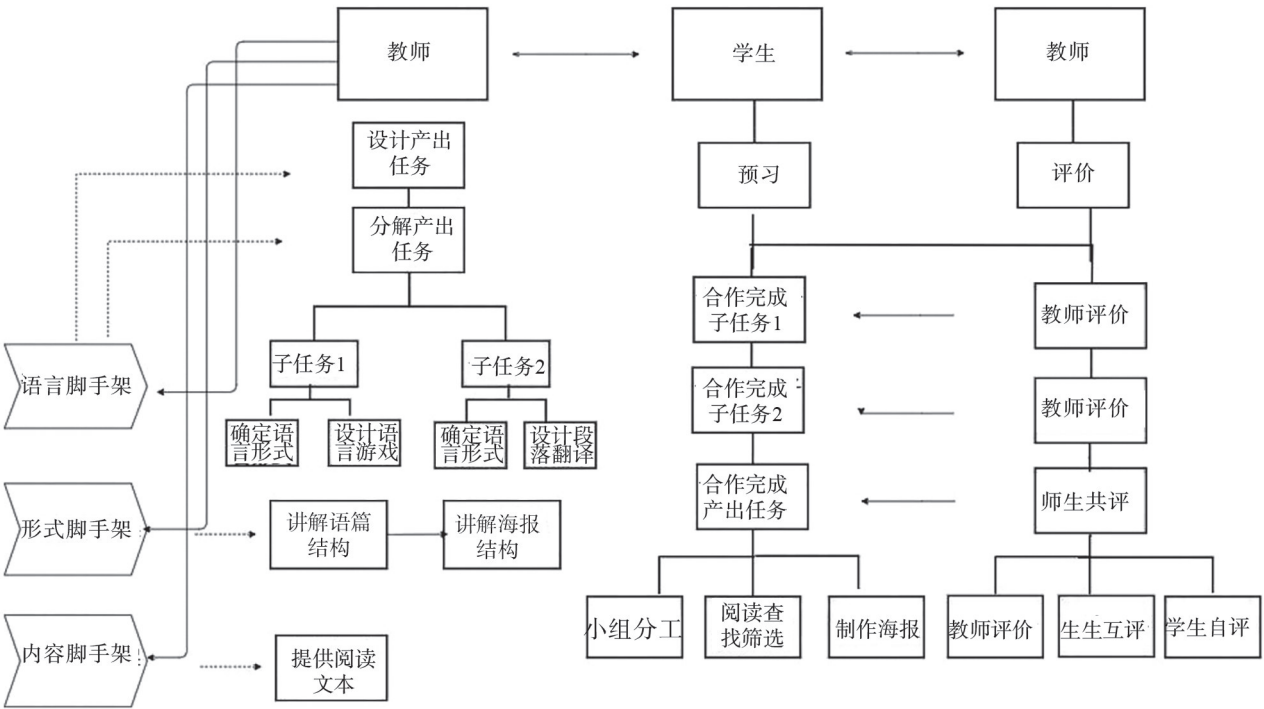 教师
学生
教师
设计产出
任务
预习
评价
分解产出
任务
合作完成
子任务1
教师评价
子任务1
子任务2
语言脚手架
合作完成
子任务2
教师评价
确定语
言形式
设计语
言游戏
确定语
言形式
设计段
落翻译
合作完成
产出任务
师生共评
形式脚手架
讲解语篇
结构
讲解海报
结构
小组分工
阅读查
找筛选
制作海报
教师评价
生生互评
学生自评
内容脚手架
提供阅读
文本